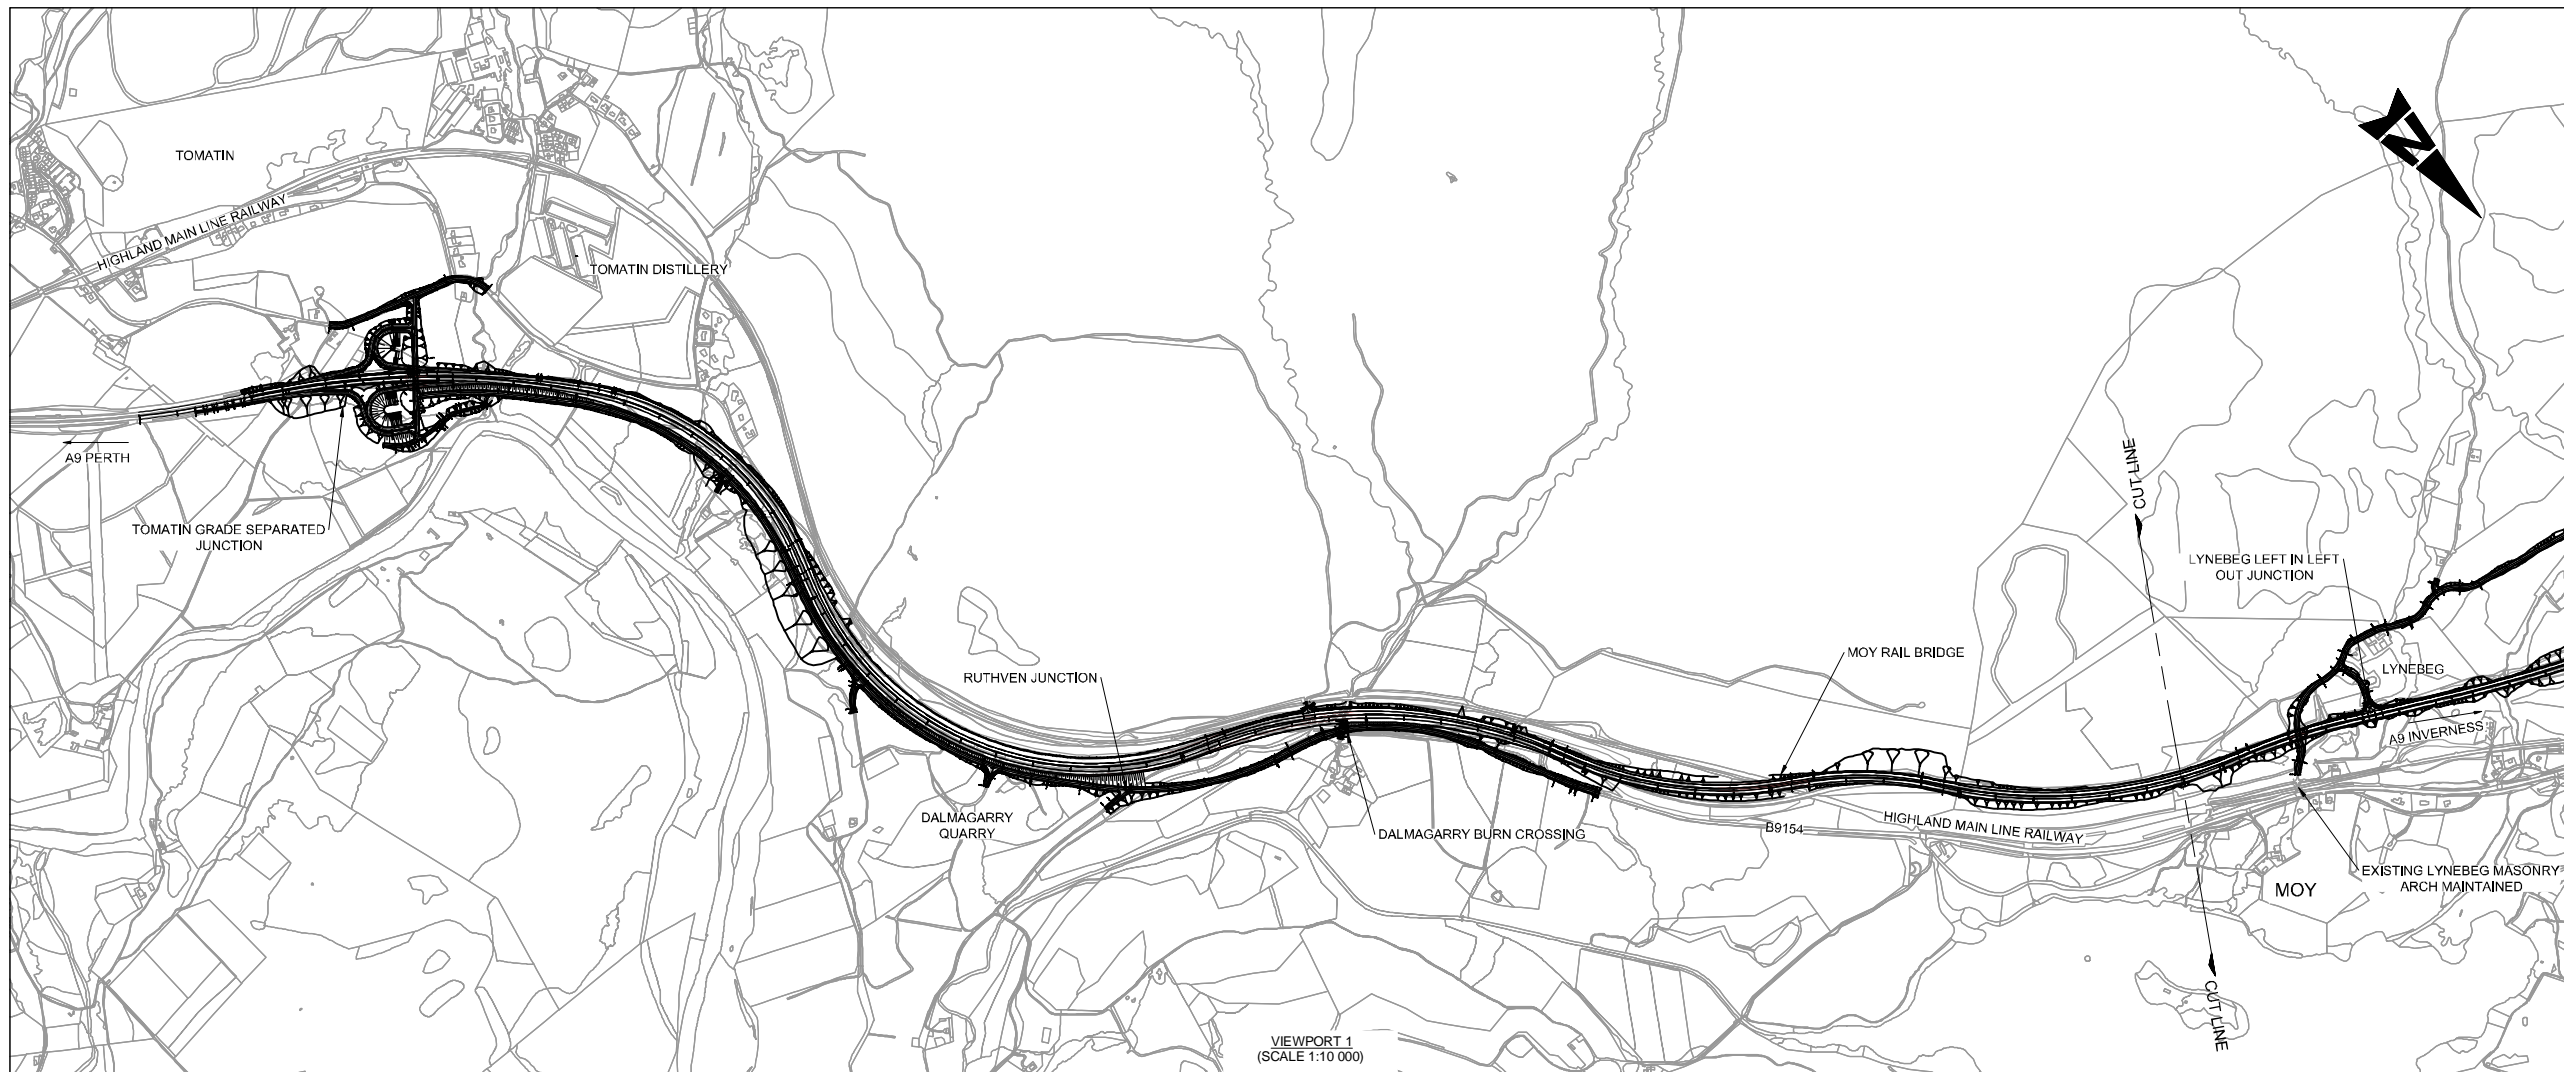 TOMATIN
HIGHLAND MAIN LINE RAILWAY
TOMATIN DISTILLERY
N
A9 PERTH
TOMATIN GRADE SEPARATED
JUNCTION
CUT LINE
LYNEBEG LEFT IN LEFT
OUT JUNCTION
MOY RAIL BRIDGE
RUTHVEN JUNCTION
LYNEBEG
A9 INVERNESS
DALMAGARRY
QUARRY
DALMAGARRY BURN CROSSING
B9154
HIGHLAND MAIN LINE RAILWAY
EXISTING LYNEBEG MASONRY
ARCH MAINTAINED
MOY
CUT LINE
VIEWPORT 1
(SCALE 1:10 000)